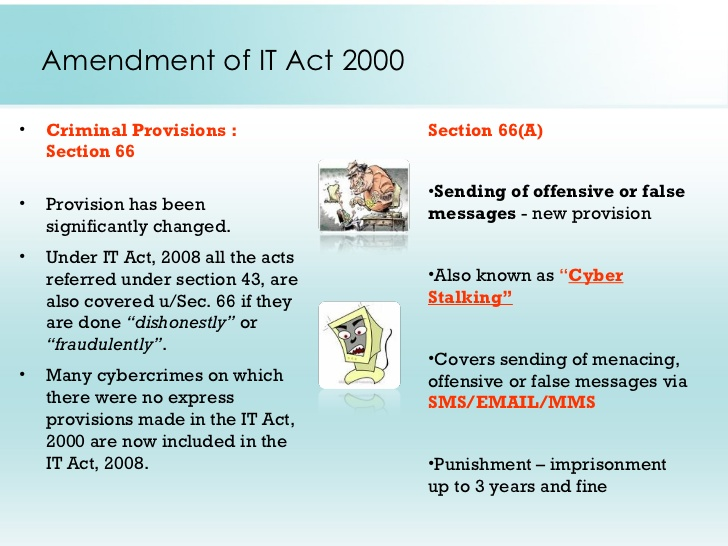 Amendment of IT Act 2000
• Criminal Provisions :
Section 66
• Provision has been
significantly changed.
• Under IT Act, 2008 all the acts
referred under section 43, are
also covered u/Sec. 66 if they
are done “dishonestly” or
“fraudulently”.
• Many cybercrimes on which
there were no express
provisions made in the IT Act,
2000 are now included in the
IT Act, 2008.
Section 66(A)
•Sending of offensive or false
messages - new provision
•Also known as “Cyber
Stalking”
•Covers sending of menacing,
offensive or false messages via
SMS/EMAIL/MMS
•Punishment – imprisonment
up to 3 years and fine